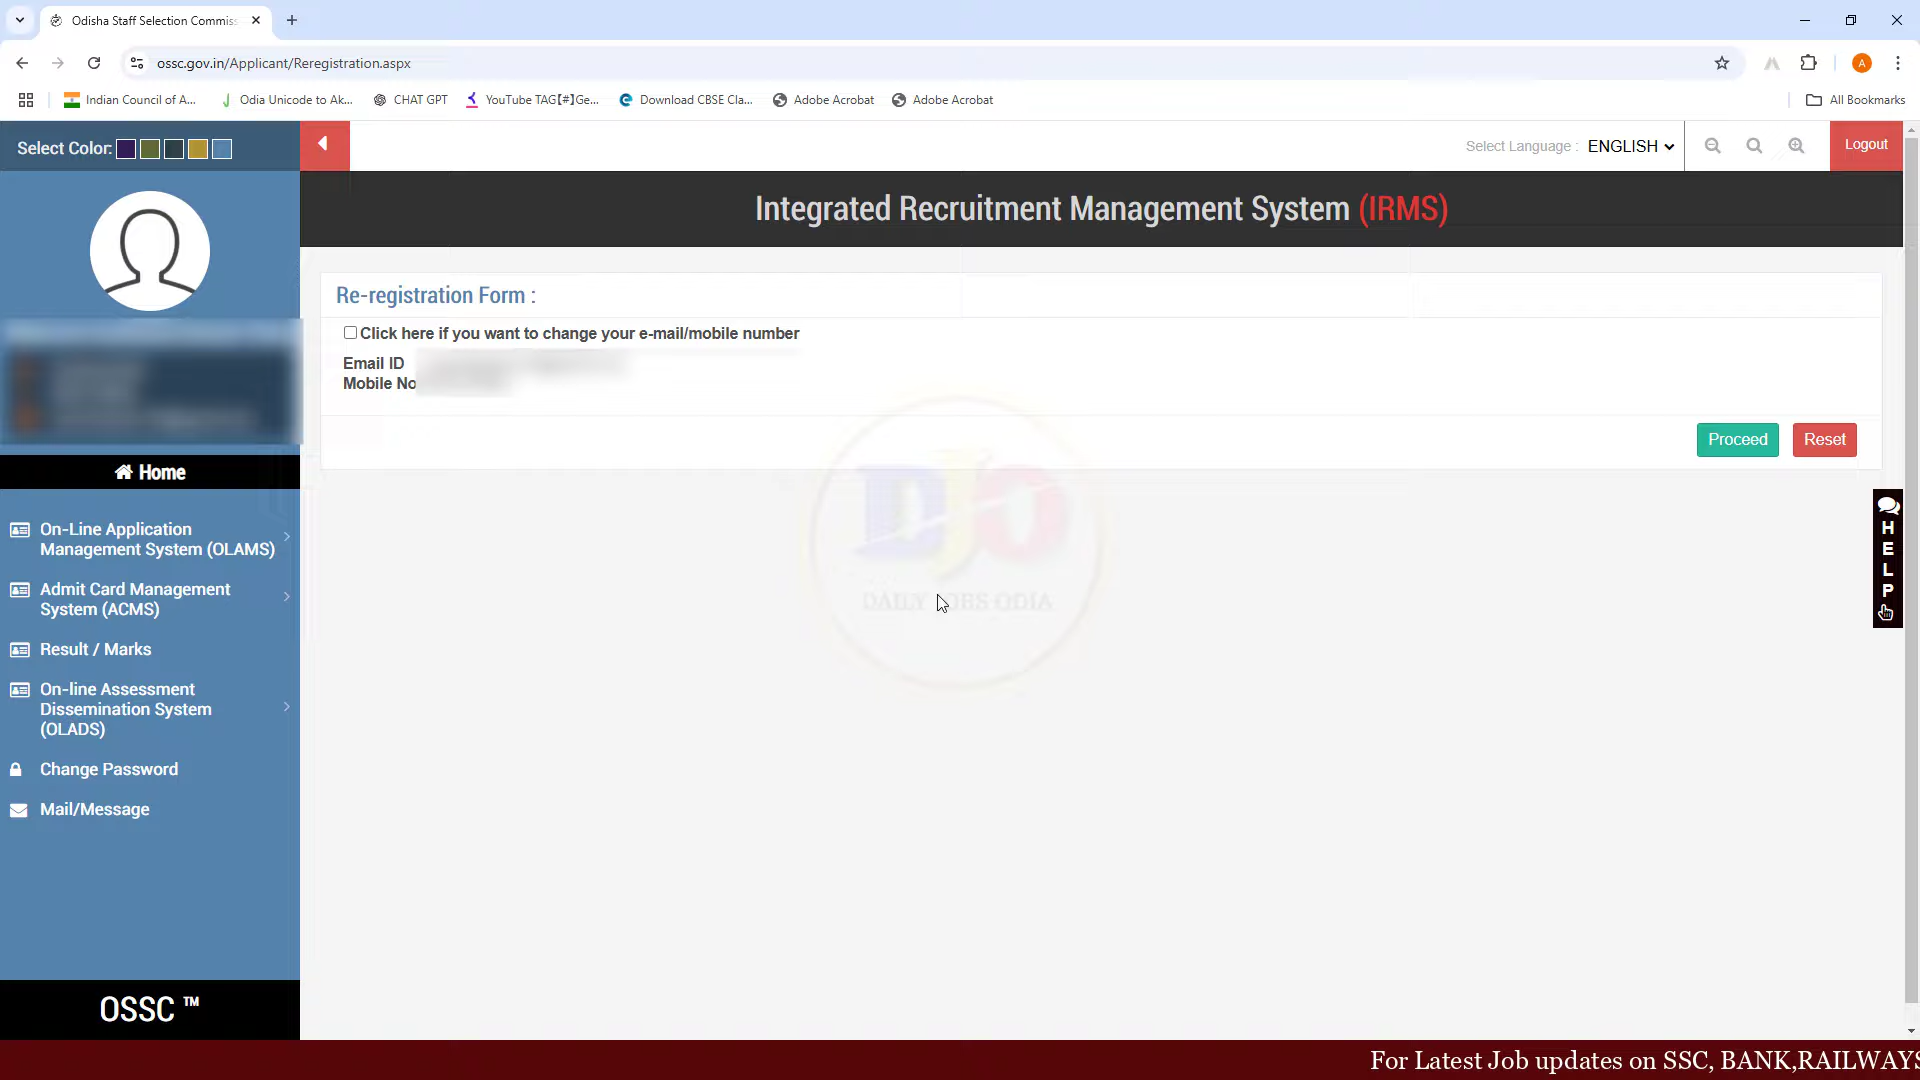 Odisha Staff Selection Commis
ossc.gov.in/Applicant/Reregistration.aspx
A
Indian Council of A...
Odia Unicode to Ak...
CHAT GPT
YouTube TAG【#】Ge...
Download CBSE Cla...
Adobe Acrobat
Adobe Acrobat
All Bookmarks
Select Color:
Select Language :
ENGLISH
Logout
Integrated Recruitment Management System (IRMS)
Re-registration Form :
Click here if you want to change your e-mail/mobile number
Email ID
Mobile No
Proceed
Reset
Home
On-Line Application
Management System (OLAMS)
Admit Card Management
System (ACMS)
Result / Marks
On-line Assessment
Dissemination System
(OLADS)
Change Password
Mail/Message
HELP
DJO
DAILY JOBS ODIA
OSSC ™
For Latest Job updates on SSC, BANK,RAILWAYS